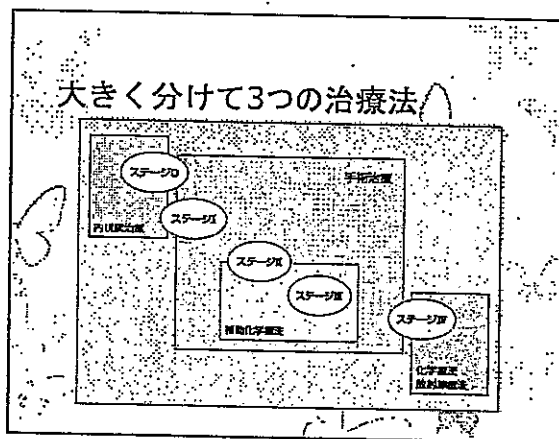 大きく分けて3つの治療法
ステージ0
手術治療
ステージI
内視鏡治療
ステージII
ステージIII
補助化学療法
ステージIV
化学療法
放射線療法